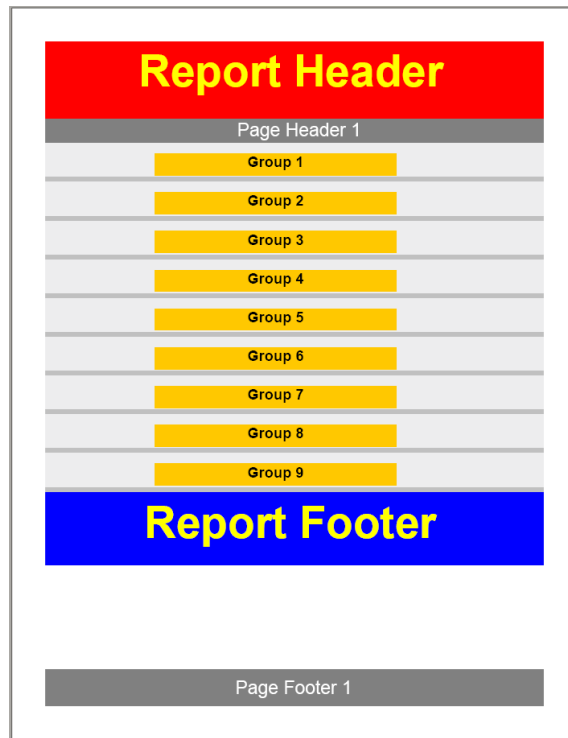 Report Header
Page Header 1
Group 1
Group 2
Group 3
Group 4
Group 5
Group 6
Group 7
Group 8
Group 9
Report Footer
Page Footer 1